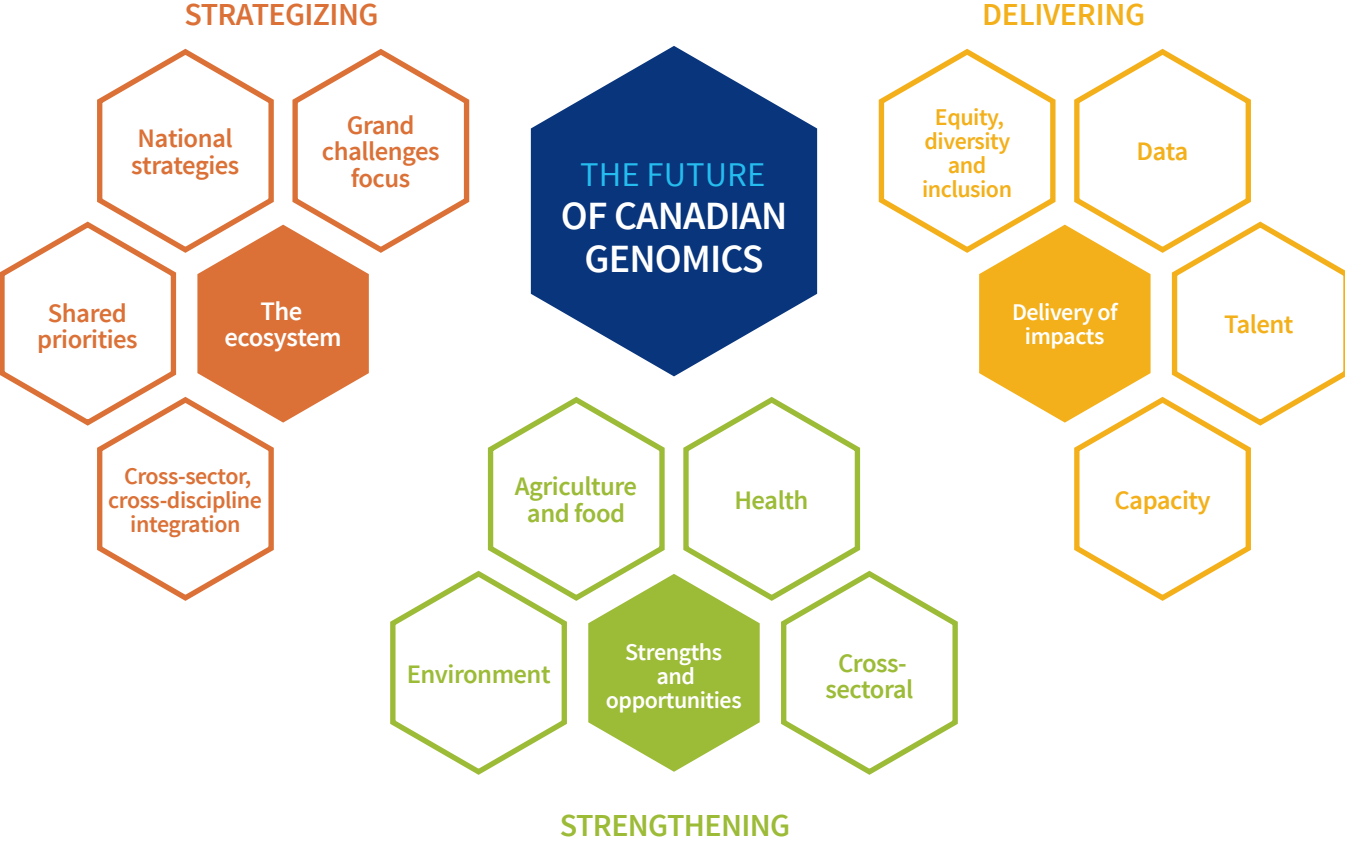 STRATEGIZING
National
strategies
Grand
challenges
focus
Shared
priorities
The
ecosystem
Cross-sector,
cross-discipline
integration
THE FUTURE
OF CANADIAN
GENOMICS
DELIVERING
Equity,
diversity
and
inclusion
Data
Delivery of
impacts
Talent
Capacity
Agriculture
and food
Health
Environment
Strengths
and
opportunities
Cross-
sectoral
STRENGTHENING